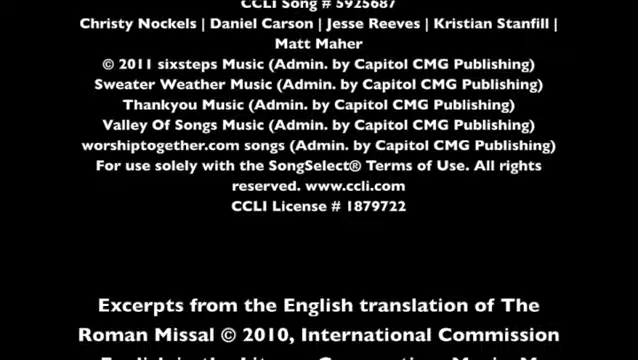 CCLI Song # 5925687
Christy Nockels | Daniel Carson | Jesse Reeves | Kristian Stanfill |
Matt Maher
© 2011 sixsteps Music (Admin. by Capitol CMG Publishing)
Sweater Weather Music (Admin. by Capitol CMG Publishing)
Thankyou Music (Admin. by Capitol CMG Publishing)
Valley Of Songs Music (Admin. by Capitol CMG Publishing)
worshiptogether.com songs (Admin. by Capitol CMG Publishing)
For use solely with the SongSelect® Terms of Use. All rights
reserved. www.ccli.com
CCLI License # 1879722
Excerpts from the English translation of The
Roman Missal © 2010, International Commission